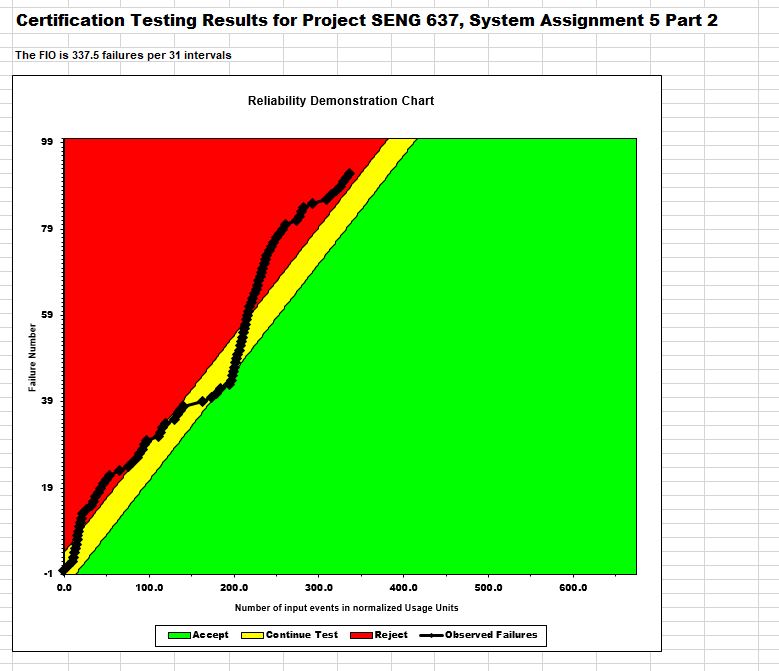 Certification Testing Results for Project SENG 637, System Assignment 5 Part 2
The FIO is 337.5 failures per 31 intervals
Reliability Demonstration Chart
99
79
59
39
19
-1
Failure Number
0.0 100.0 200.0 300.0 400.0 500.0 600.0
Number of input events in normalized Usage Units
Accept Continue Test Reject Observed Failures